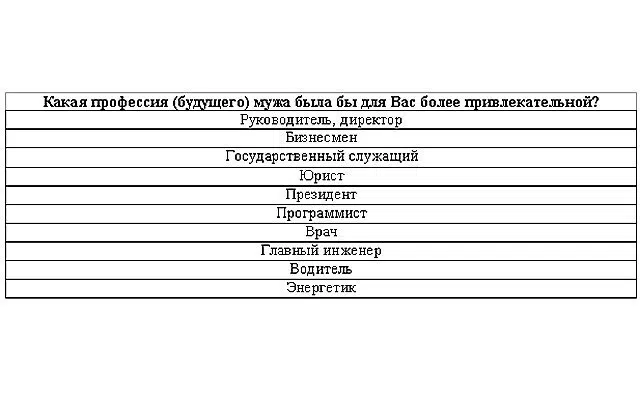 Какая профессия (будущего) мужа была бы для Вас более привлекательной?
Руководитель, директор
Бизнесмен
Государственный служащий
Юрист
Президент
Программист
Врач
Главный инженер
Водитель
Энергетик